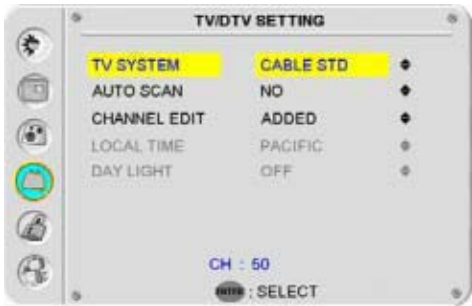 TV/DTV SETTING
TV SYSTEM CABLE STD
AUTO SCAN NO
CHANNEL EDIT ADDED
LOCAL TIME PACIFIC
DAY LIGHT OFF
CH : 50
ENTER : SELECT